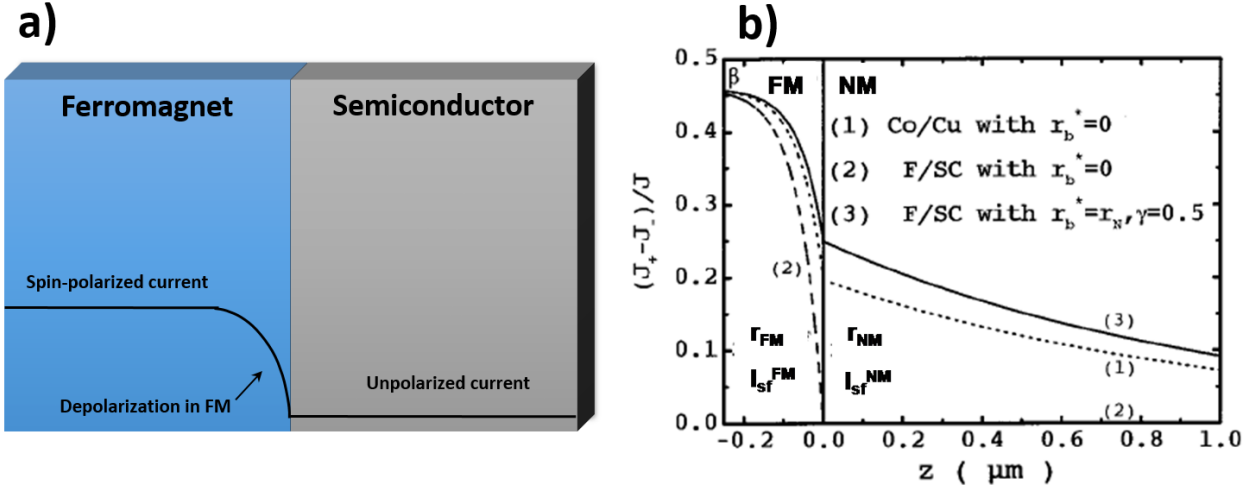 a)
Ferromagnet
Semiconductor
Spin-polarized current
Depolarization in FM
Unpolarized current
b)
0.5
0.4
0.3
0.2
0.1
0.0
(J₊-J₋)/J
β
FM
NM
(1) Co/Cu with r_b*=0
(2) F/SC with r_b*=0
(3) F/SC with r_b*=r_N,γ=0.5
(2)
(3)
(1)
(2)
r_FM
r_NM
l_sf^FM
l_sf^NM
-0.2 0.0 0.2 0.4 0.6 0.8 1.0
z ( μm )